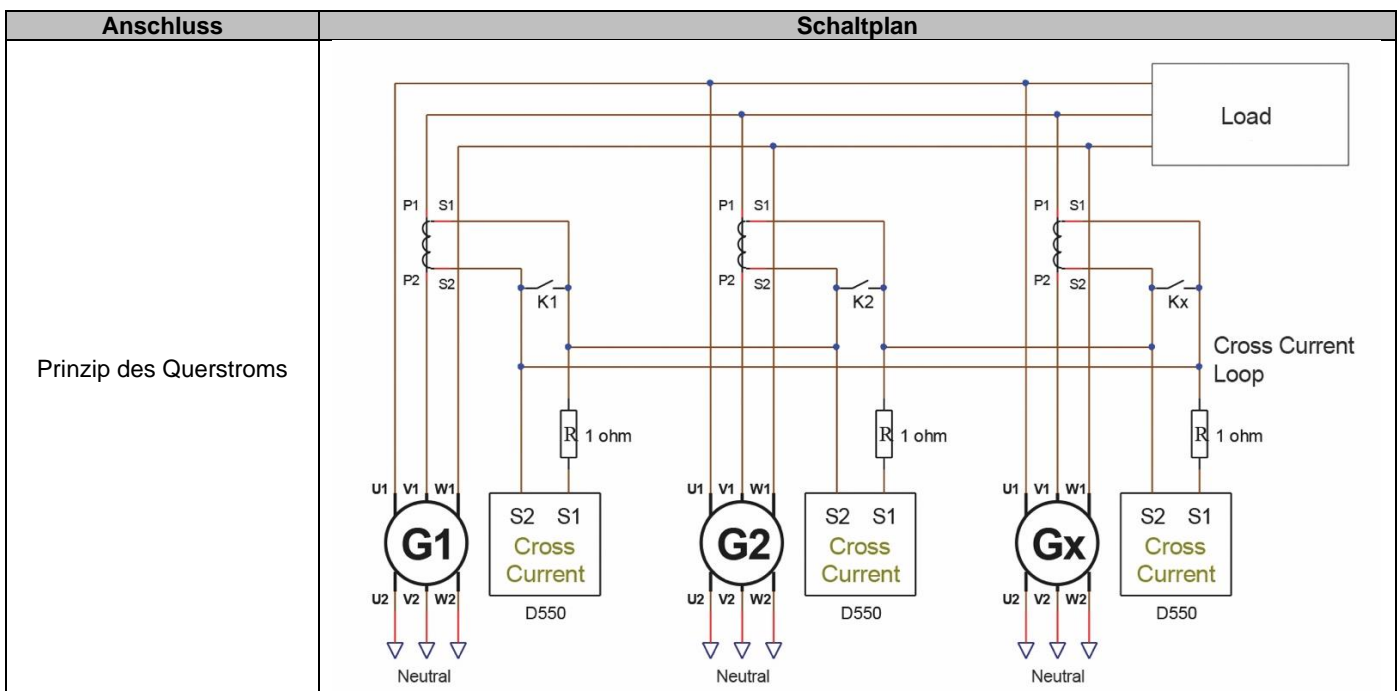 Anschluss Schaltplan
Prinzip des Querstroms
Load
P1 S1 P1 S1 P1 S1
P2 S2 P2 S2 P2 S2
K1 K2 Kx
Cross Current
Loop
R 1 ohm R 1 ohm R 1 ohm
U1 V1 W1 U1 V1 W1 U1 V1 W1
S2 S1 S2 S1 S2 S1
G1 Cross G2 Cross Gx Cross
Current Current Current
U2 V2 W2 U2 V2 W2 U2 V2 W2
D550 D550 D550
Neutral Neutral Neutral